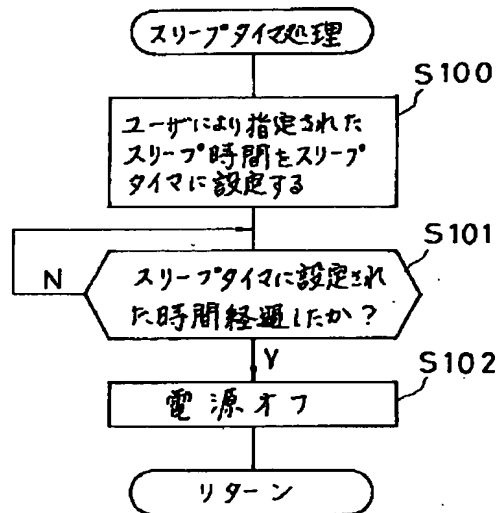 スリープタイマ処理
S100
ユーザにより指定された
スリープ時間をスリープ
タイマに設定する
S101
N
スリープタイマに設定され
た時間経過したか?
Y
S102
電源オフ
リターン